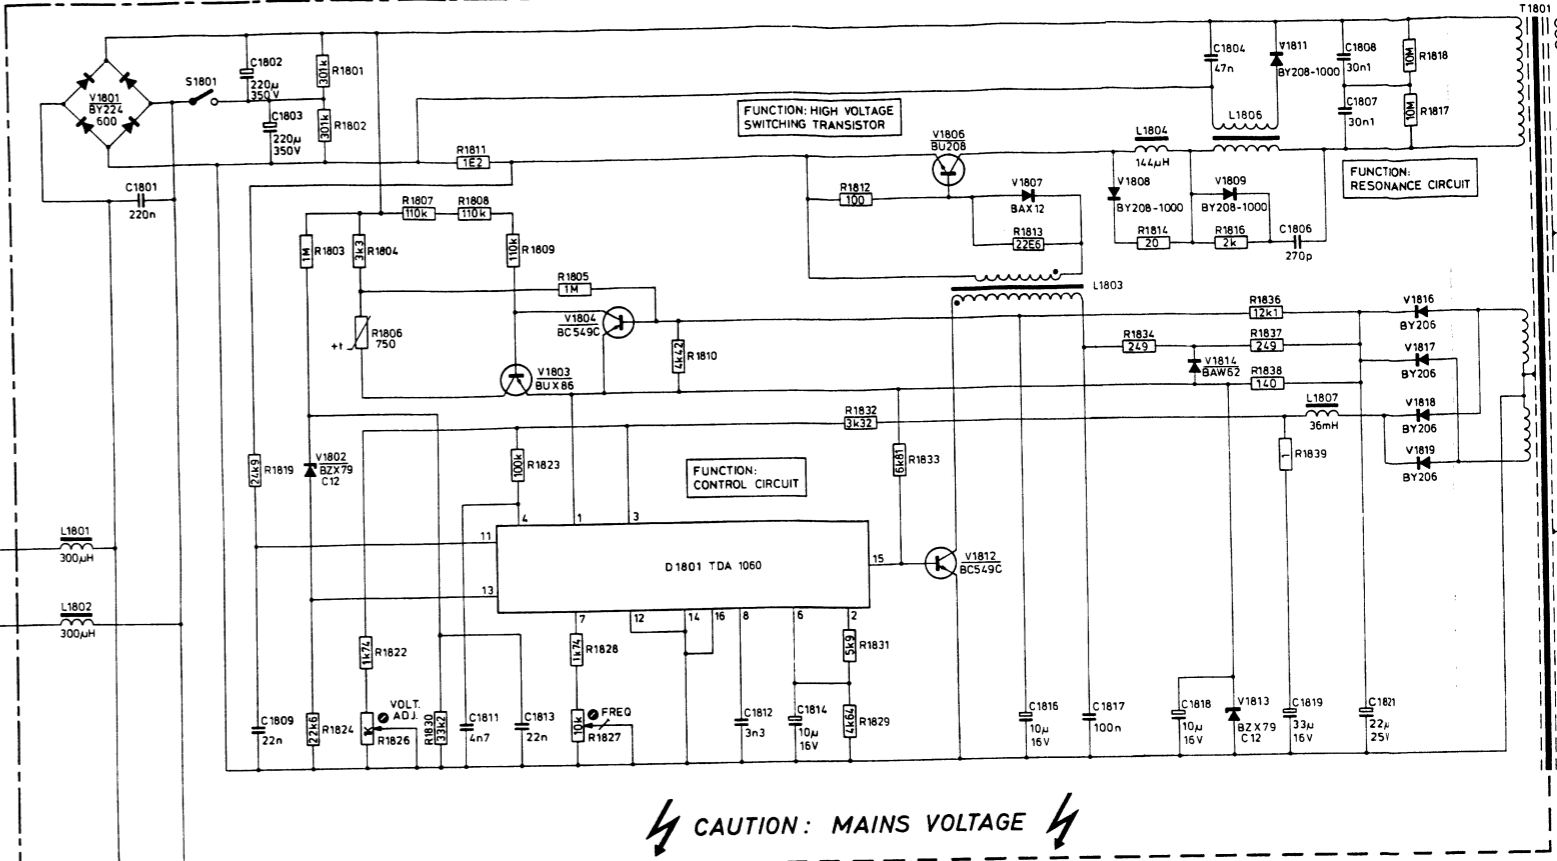 T1801
S1801
V1801
BY224
600
C1802
220µ
350V
C1803
220µ
350V
301k
R1801
301k
R1802
C1801
220n
R1811
1E2
FUNCTION: HIGH VOLTAGE
SWITCHING TRANSISTOR
V1806
BU208
L1804
144µH
C1804
47n
V1811
BY208-1000
L1806
C1808
30n1
C1807
30n1
10M
R1818
10M
R1817
FUNCTION:
RESONANCE CIRCUIT
R1807
110k
R1808
110k
1M
R1803
3k3
R1804
110k
R1809
R1805
1M
R1806
750
+t
V1804
BC549C
V1803
BUX86
4k42
R1810
R1812
100
V1807
BAX12
R1813
22E6
V1808
BY208-1000
R1814
20
V1809
BY208-1000
R1816
2k
C1806
270p
L1803
R1836
12k1
R1834
249
R1837
249
V1814
BAW62
R1838
140
V1816
BY206
V1817
BY206
V1818
BY206
V1819
BY206
L1807
36mH
1
R1839
R1832
3k32
6k81
R1833
24k9
R1819
V1802
BZX79
C12
100k
R1823
FUNCTION:
CONTROL CIRCUIT
4
1
3
11
13
15
D1801 TDA 1060
7
12
14
16
8
6
2
V1812
BC549C
L1801
300µH
L1802
300µH
1k74
R1822
1k74
R1828
5k9
R1831
C1809
22n
22k6
R1824
VOLT.
ADJ.
1K
R1826
R1830
33k2
C1811
4n7
C1813
22n
FREQ
10k
R1827
C1812
3n3
C1814
10µ
16V
4k64
R1829
C1816
10µ
16V
C1817
100n
C1818
10µ
16V
V1813
BZX79
C12
C1819
33µ
16V
C1821
22µ
25V
CAUTION: MAINS VOLTAGE